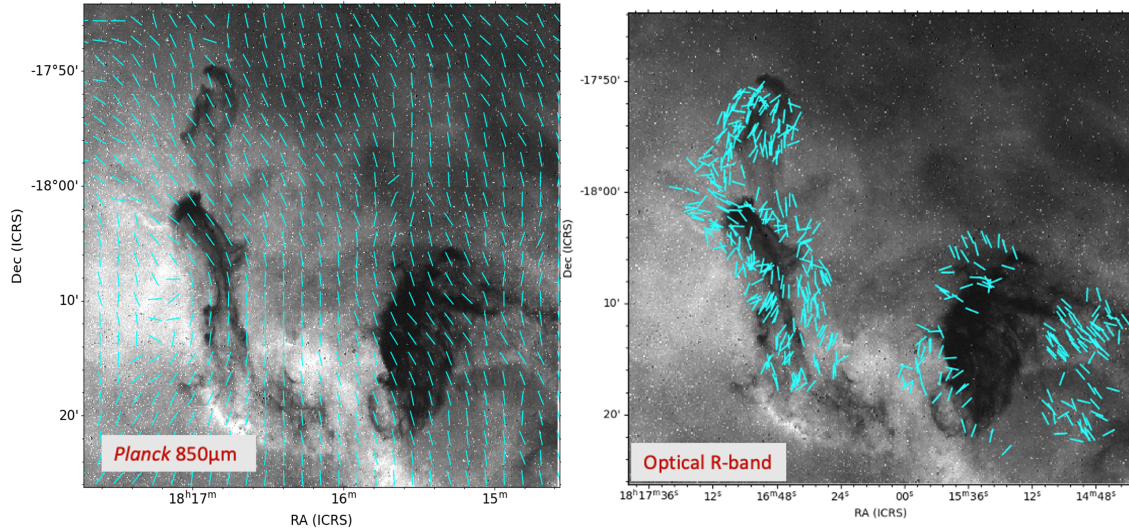 -17°50'
-18°00'
10'
20'
Dec (ICRS)
Planck 850μm
18ʰ17ᵐ
16ᵐ
15ᵐ
RA (ICRS)
-17°50'
-18°00'
10'
20'
Dec (ICRS)
Optical R-band
18ʰ17ᵐ36ˢ
12ˢ
16ᵐ48ˢ
24ˢ
00ˢ
15ᵐ36ˢ
12ˢ
14ᵐ48ˢ
RA (ICRS)